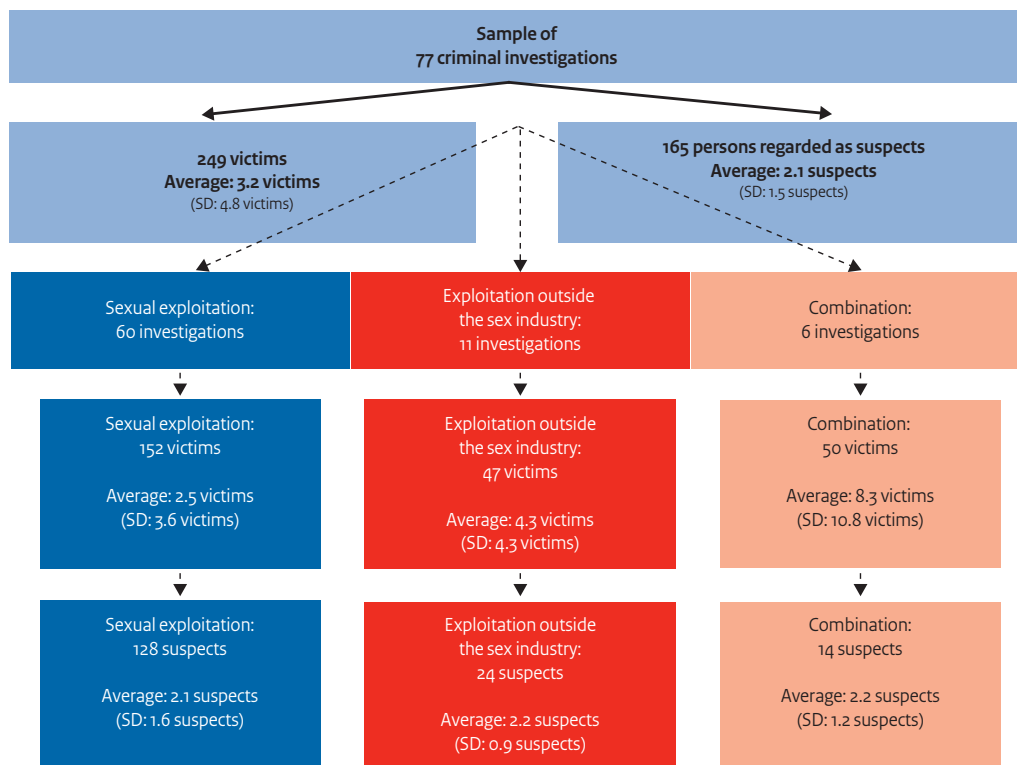 Sample of
77 criminal investigations
249 victims
Average: 3.2 victims
(SD: 4.8 victims)
165 persons regarded as suspects
Average: 2.1 suspects
(SD: 1.5 suspects)
Sexual exploitation:
60 investigations
Exploitation outside
the sex industry:
11 investigations
Combination:
6 investigations
Sexual exploitation:
152 victims
Average: 2.5 victims
(SD: 3.6 victims)
Exploitation outside
the sex industry:
47 victims
Average: 4.3 victims
(SD: 4.3 victims)
Combination:
50 victims
Average: 8.3 victims
(SD: 10.8 victims)
Sexual exploitation:
128 suspects
Average: 2.1 suspects
(SD: 1.6 suspects)
Exploitation outside
the sex industry:
24 suspects
Average: 2.2 suspects
(SD: 0.9 suspects)
Combination:
14 suspects
Average: 2.2 suspects
(SD: 1.2 suspects)